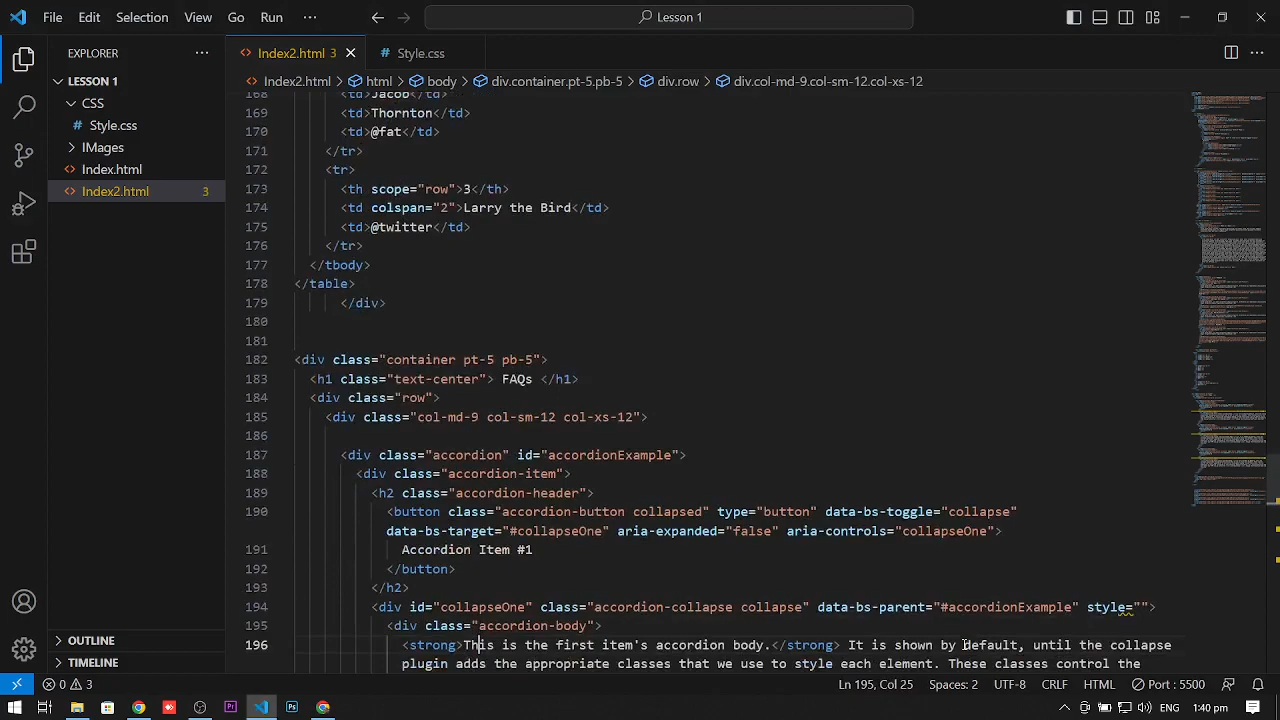 File Edit Selection View Go Run ··· Lesson 1
EXPLORER ··· Index2.html 3 Style.css
LESSON 1 Index2.html > html > body > div.container.pt-5.pb-5 > div.row > div.col-md-9.col-sm-12.col-xs-12
CSS
Style.css
IMages
Index.html
Index2.html 3
168 <td>Jacob</td>
169 <td>Thornton</td>
170 <td>@fat</td>
171 </tr>
172 <tr>
173 <th scope="row">3</th>
174 <td colspan="2">Larry the Bird</td>
175 <td>@twitter</td>
176 </tr>
177 </tbody>
178 </table>
179 </div>
180
181
182 <div class="container pt-5 pb-5">
183 <h1 class="text-center"> FAQs </h1>
184 <div class="row">
185 <div class="col-md-9 col-sm-12 col-xs-12">
186
187 <div class="accordion" id="accordionExample">
188 <div class="accordion-item">
189 <h2 class="accordion-header">
190 <button class="accordion-button collapsed" type="button" data-bs-toggle="collapse"
data-bs-target="#collapseOne" aria-expanded="false" aria-controls="collapseOne">
191 Accordion Item #1
192 </button>
193 </h2>
194 <div id="collapseOne" class="accordion-collapse collapse" data-bs-parent="#accordionExample" style="">
195 <div class="accordion-body">
196 <strong>This is the first item's accordion body.</strong> It is shown by default, until the collapse
plugin adds the appropriate classes that we use to style each element. These classes control the
OUTLINE
TIMELINE
0 3 Ln 195, Col 25 Spaces: 2 UTF-8 CRLF HTML Port : 5500
1:40 pm